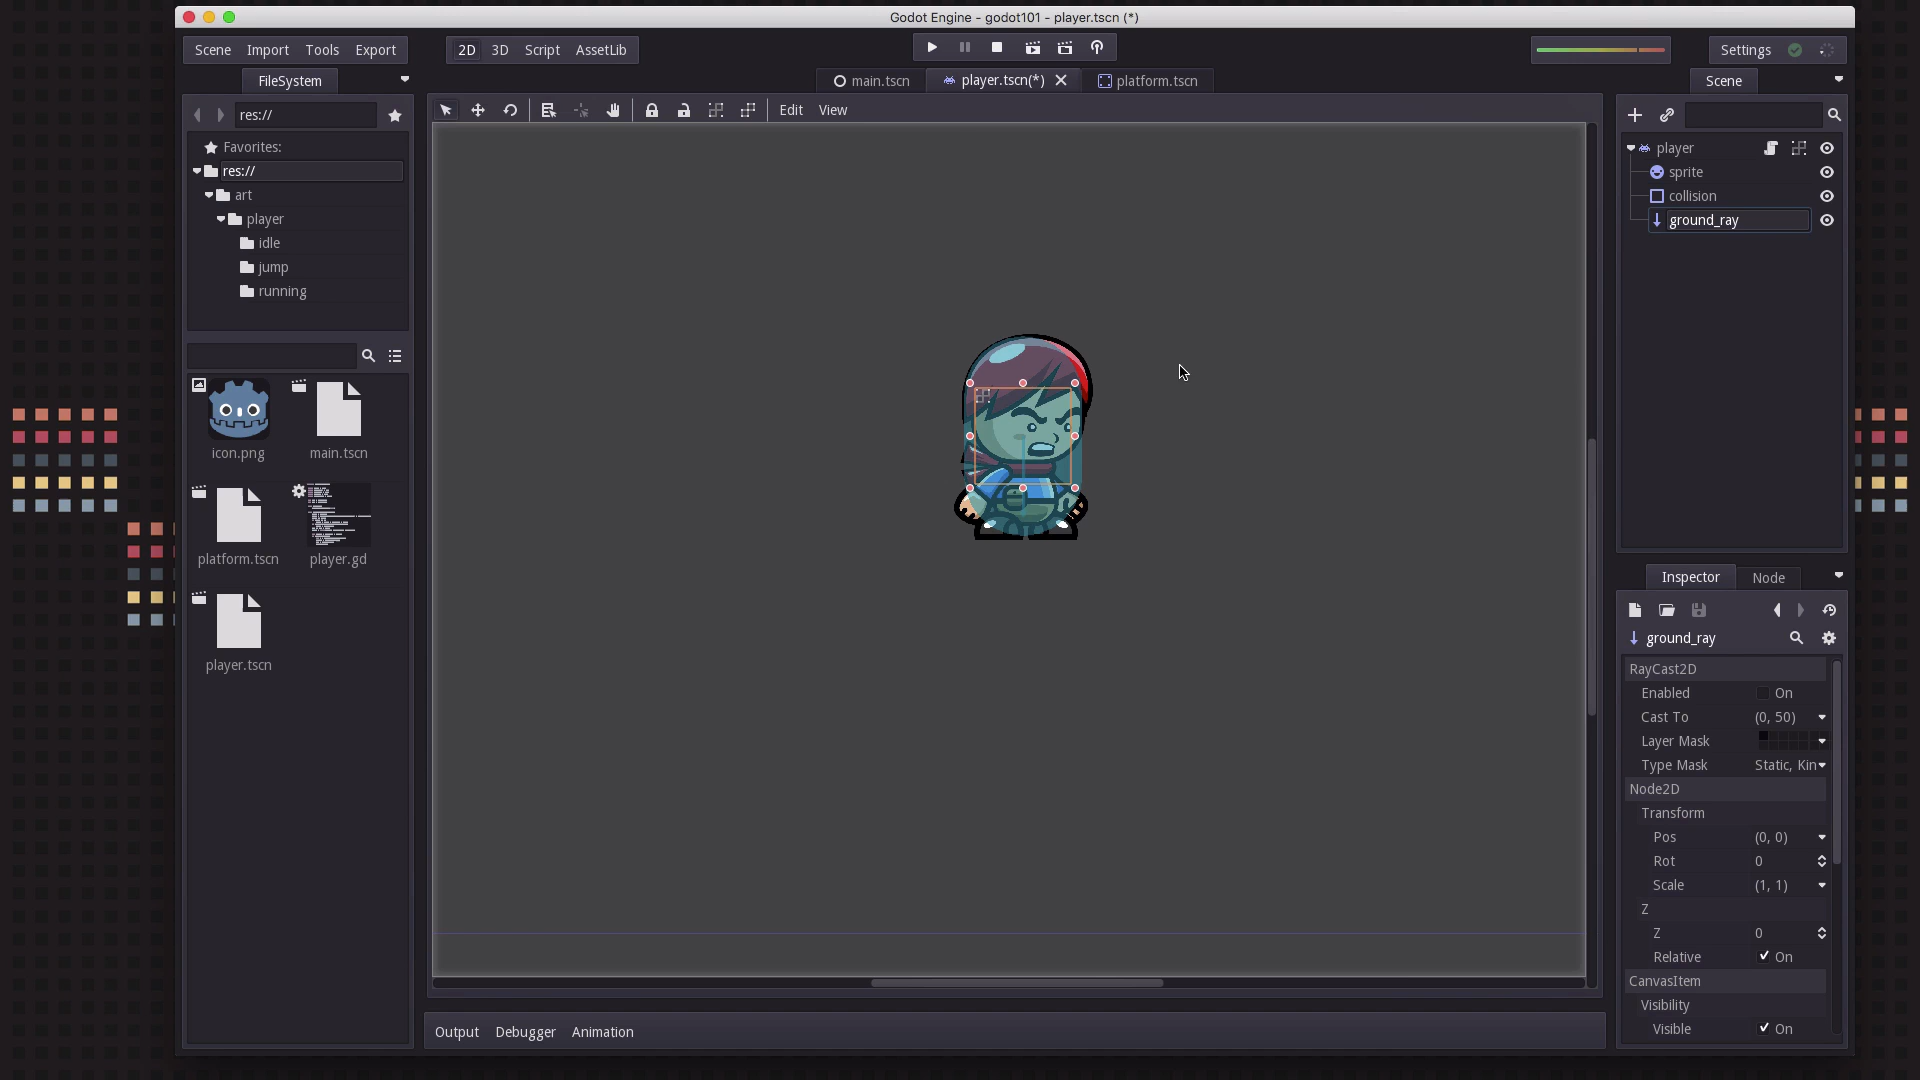 Godot Engine - godot101 - player.tscn (*)
Scene Import Tools Export
2D 3D Script AssetLib
Settings
FileSystem
main.tscn
player.tscn(*)
platform.tscn
Scene
res://
Edit View
Favorites:
res://
art
player
idle
jump
running
icon.png
main.tscn
platform.tscn
player.gd
player.tscn
player
sprite
collision
ground_ray
Inspector Node
ground_ray
RayCast2D
Enabled On
Cast To (0, 50)
Layer Mask
Type Mask Static, Kin
Node2D
Transform
Pos (0, 0)
Rot 0
Scale (1, 1)
Z
Z 0
Relative On
CanvasItem
Visibility
Visible On
Output Debugger Animation